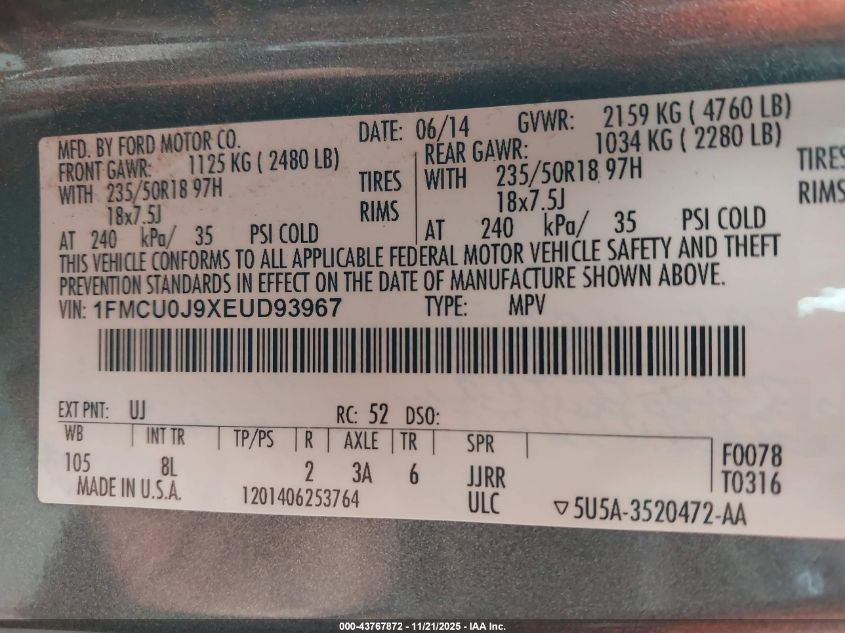 MFD. BY FORD MOTOR CO. DATE: 06/14 GVWR: 2159 KG ( 4760 LB)
FRONT GAWR: 1125 KG ( 2480 LB) REAR GAWR: 1034 KG ( 2280 LB)
WITH 235/50R18 97H TIRES WITH 235/50R18 97H TIRES
18x7.5J RIMS 18x7.5J RIMS
AT 240 kPa/ 35 PSI COLD AT 240 kPa/ 35 PSI COLD
THIS VEHICLE CONFORMS TO ALL APPLICABLE FEDERAL MOTOR VEHICLE SAFETY AND THEFT
PREVENTION STANDARDS IN EFFECT ON THE DATE OF MANUFACTURE SHOWN ABOVE.
VIN: 1FMCU0J9XEUD93967 TYPE: MPV
EXT PNT: UJ RC: 52 DSO:
WB INT TR TP/PS R AXLE TR SPR F0078
105 8L 2 3A 6 JJRR T0316
MADE IN U.S.A. 1201406253764 ULC ▽5U5A-3520472-AA
000-43767872 - 11/21/2025 - IAA Inc.